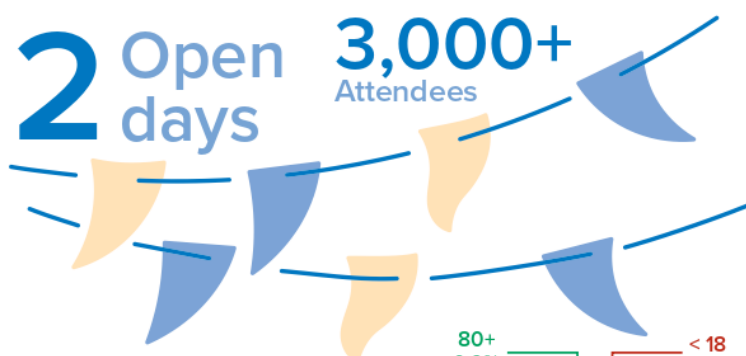 2 Open
days
3,000+
Attendees
80+
< 18